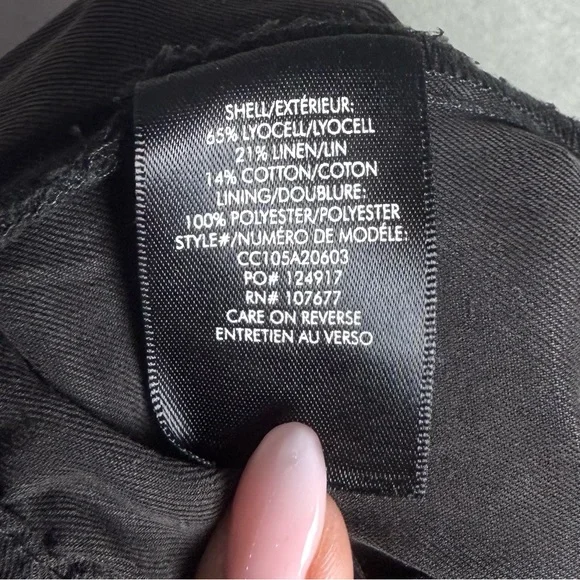 SHELL/EXTÉRIEUR:
65% LYOCELL/LYOCELL
21% LINEN/LIN
14% COTTON/COTON
LINING/DOUBLURE:
100% POLYESTER/POLYESTER
STYLE#/NUMÉRO DE MODÉLE:
CC105A20603
PO# 124917
RN# 107677
CARE ON REVERSE
ENTRETIEN AU VERSO